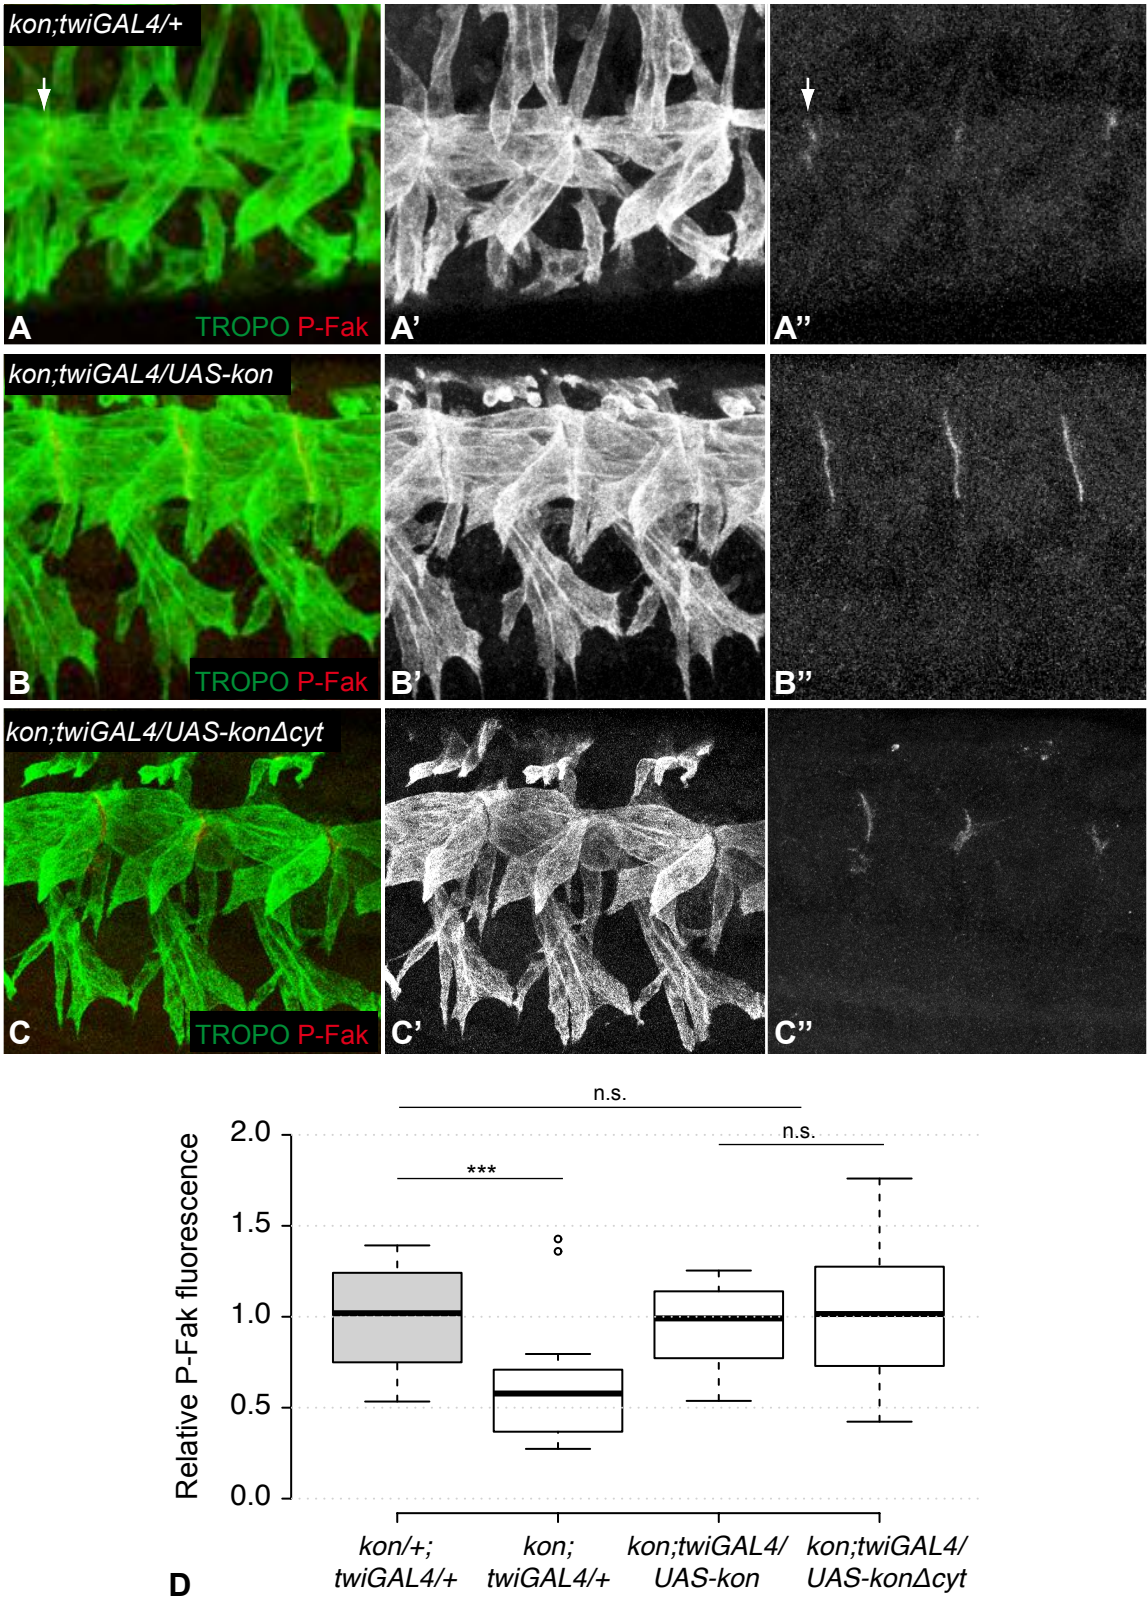 kon;twiGAL4/+
A
TROPO P-Fak
A’
A’’
kon;twiGAL4/UAS-kon
B
TROPO P-Fak
B’
B’’
kon;twiGAL4/UAS-konΔcyt
C
TROPO P-Fak
C’
C’’
n.s.
n.s.
***
Relative P-Fak fluorescence
2.0
1.5
1.0
0.5
0.0
kon/+;
twiGAL4/+
kon;
twiGAL4/+
kon;twiGAL4/
UAS-kon
kon;twiGAL4/
UAS-konΔcyt
D